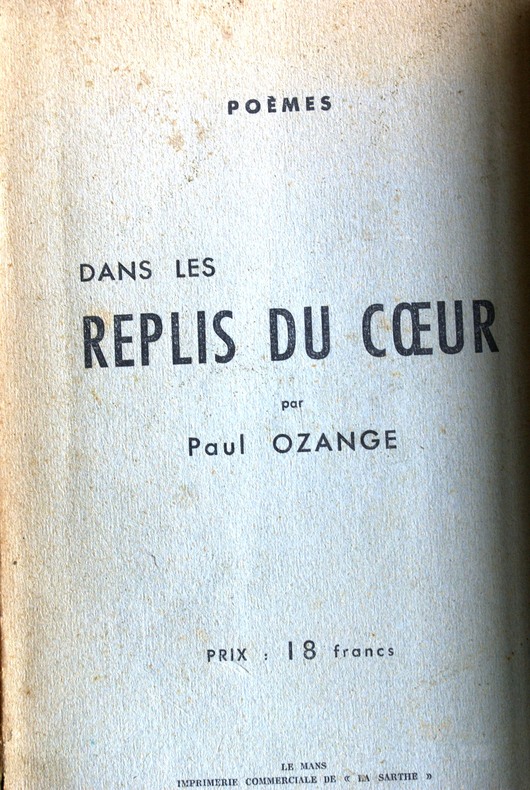 POÈMES
DANS LES
REPLIS DU CŒUR
par
Paul OZANGE
PRIX : 18 francs
LE MANS
IMPRIMERIE COMMERCIALE DE « LA SARTHE »